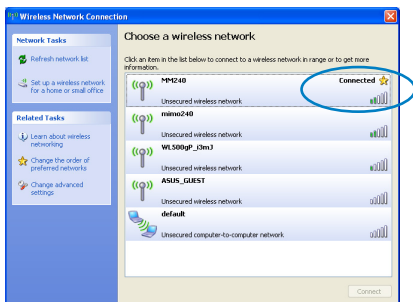 Wireless Network Connection
Network Tasks
Refresh network list
Set up a wireless network
for a home or small office
Related Tasks
Learn about wireless
networking
Change the order of
preferred networks
Change advanced
settings
Choose a wireless network
Click an item in the list below to connect to a wireless network in range or to get more
information.
MM240
Connected
Unsecured wireless network
mimo240
Unsecured wireless network
WL500gP_i3mJ
Unsecured wireless network
ASUS_GUEST
Unsecured wireless network
default
Unsecured computer-to-computer network
Connect